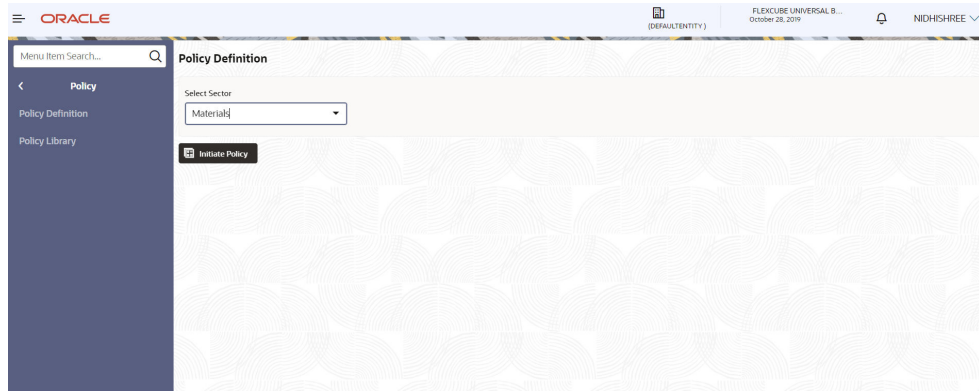 ORACLE
(DEFAULTENTITY )
FLEXCUBE UNIVERSAL B...
October 28, 2019
NIDHISHREE
Menu Item Search...
Policy
Policy Definition
Policy Library
Policy Definition
Select Sector
Materials
Initiate Policy